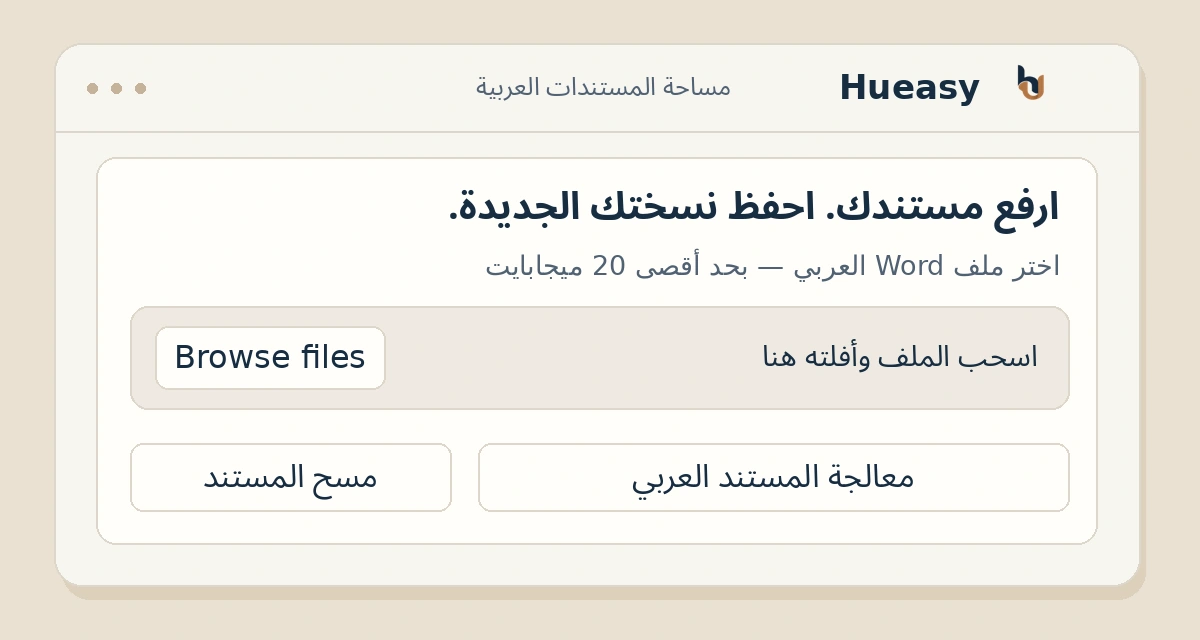 Hueasy
مساحة المستندات العربية
ارفع مستندك. احفظ نسختك الجديدة.
اختر ملف Word العربي — بحد أقصى 20 ميجابايت
اسحب الملف وأفلته هنا
Browse files
معالجة المستند العربي
مسح المستند